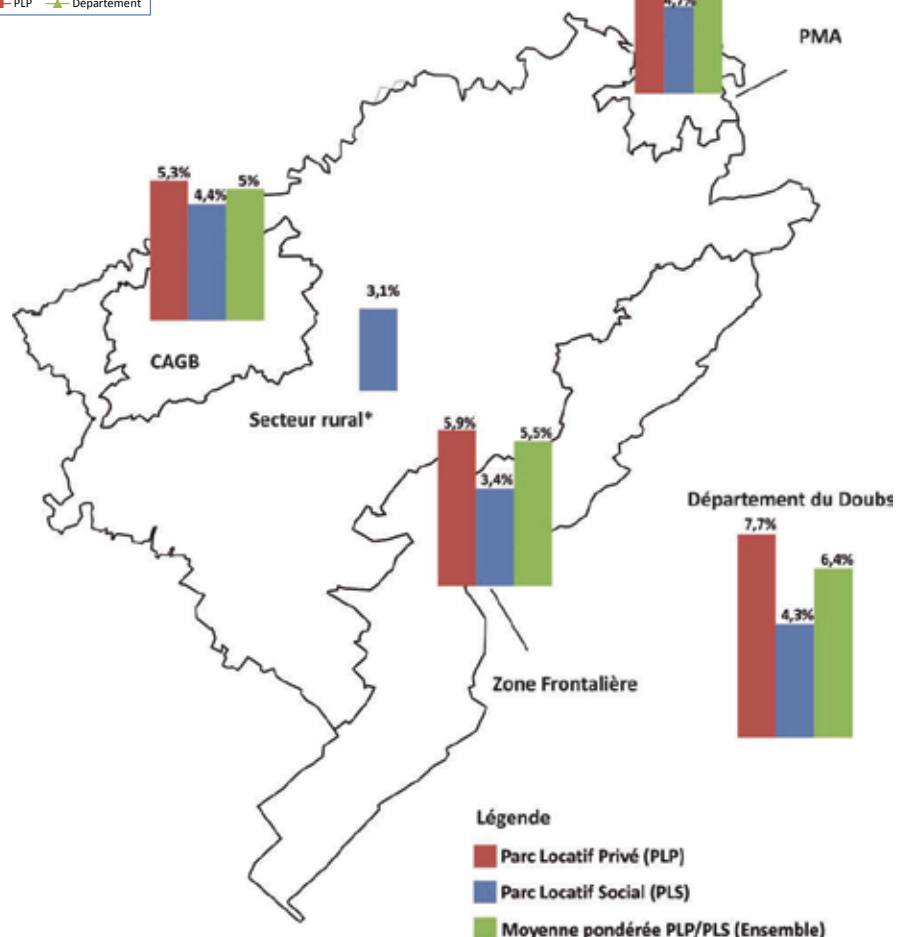 PLP Département
4,7%
PMA
5,3%
4,4%
5%
3,1%
CAGB
Secteur rural*
5,9%
3,4%
5,5%
Département du Doubs
7,7%
4,3%
6,4%
Zone Frontalière
Légende
Parc Locatif Privé (PLP)
Parc Locatif Social (PLS)
Moyenne pondérée PLP/PLS (Ensemble)